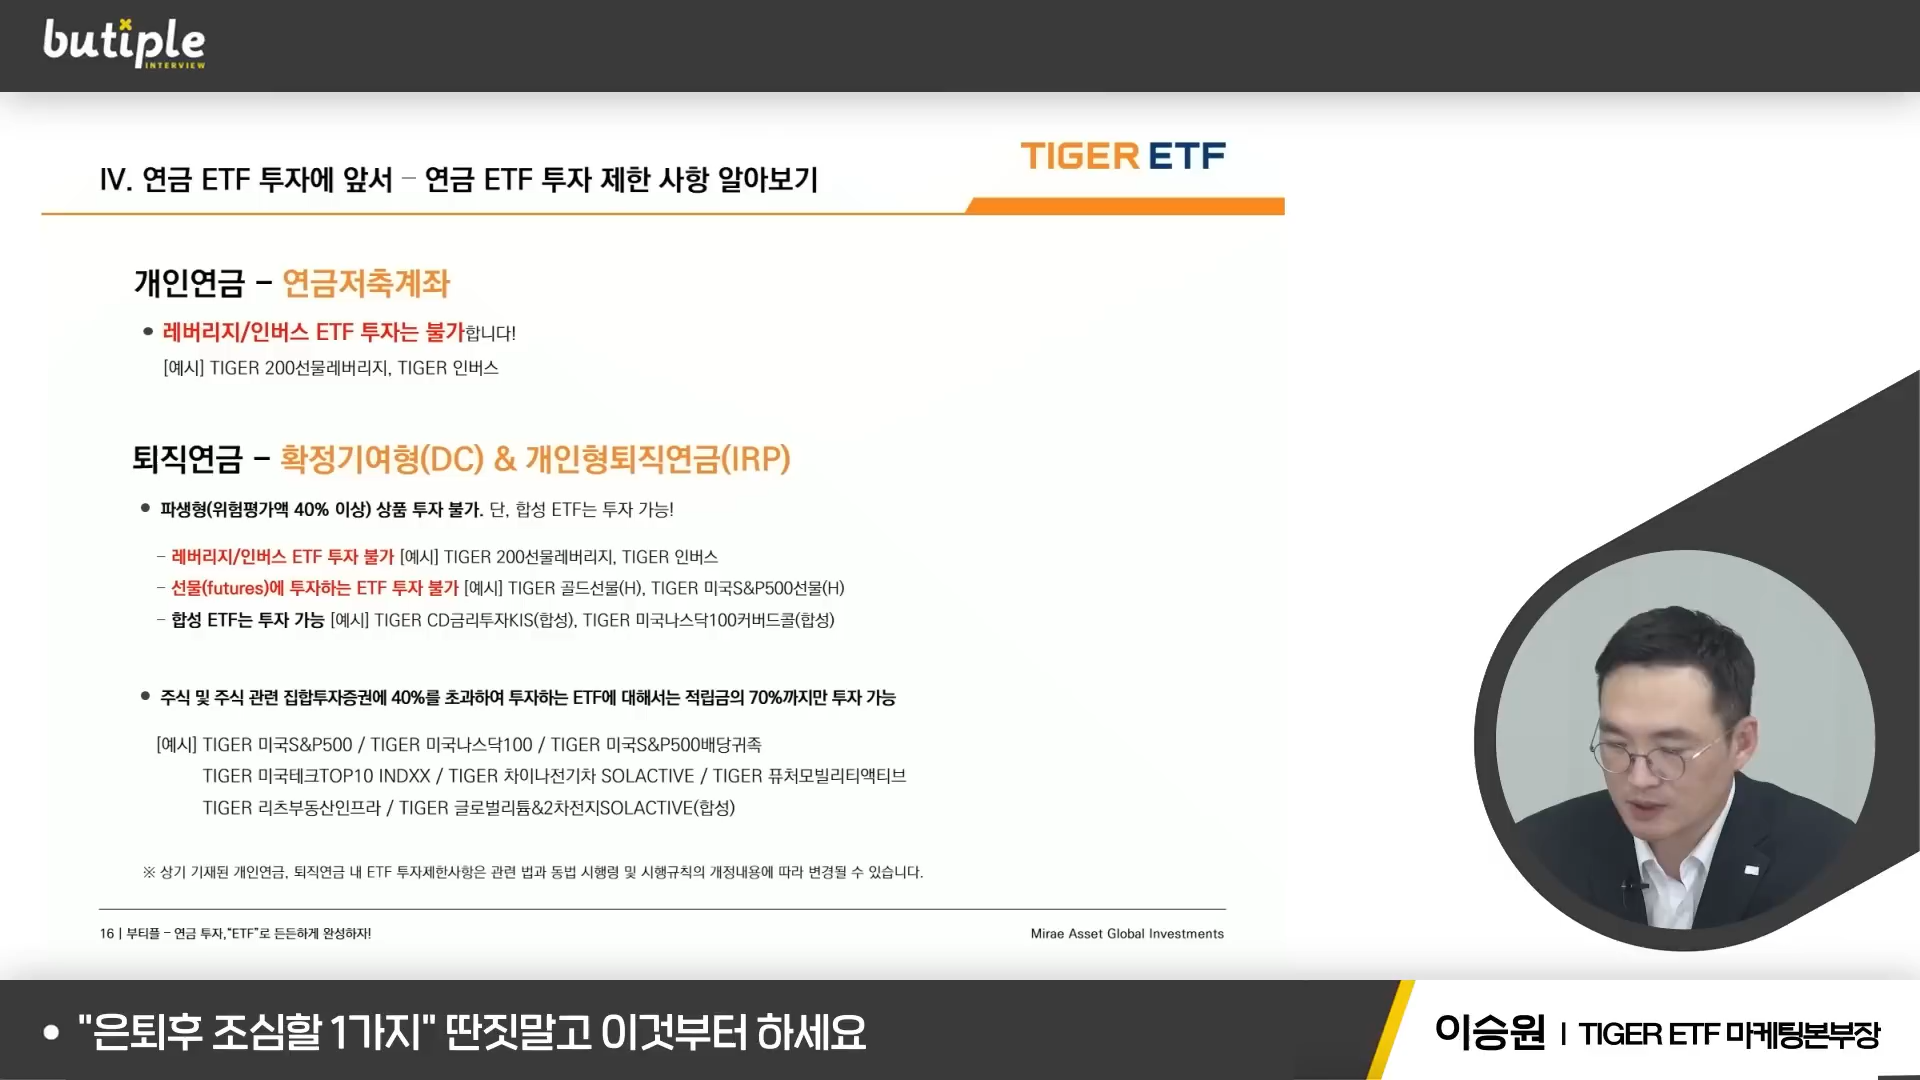 butiple
INTERVIEW
TIGER ETF
IV. 연금 ETF 투자에 앞서 – 연금 ETF 투자 제한 사항 알아보기
개인연금 – 연금저축계좌
• 레버리지/인버스 ETF 투자는 불가합니다!
[예시] TIGER 200선물레버리지, TIGER 인버스
퇴직연금 – 확정기여형(DC) & 개인형퇴직연금(IRP)
• 파생형(위험평가액 40% 이상) 상품 투자 불가. 단, 합성 ETF는 투자 가능!
– 레버리지/인버스 ETF 투자 불가 [예시] TIGER 200선물레버리지, TIGER 인버스
– 선물(futures)에 투자하는 ETF 투자 불가 [예시] TIGER 골드선물(H), TIGER 미국S&P500선물(H)
– 합성 ETF는 투자 가능 [예시] TIGER CD금리투자KIS(합성), TIGER 미국나스닥100커버드콜(합성)
• 주식 및 주식 관련 집합투자증권에 40%를 초과하여 투자하는 ETF에 대해서는 적립금의 70%까지만 투자 가능
[예시] TIGER 미국S&P500 / TIGER 미국나스닥100 / TIGER 미국S&P500배당귀족
TIGER 미국테크TOP10 INDXX / TIGER 차이나전기차 SOLACTIVE / TIGER 퓨처모빌리티액티브
TIGER 리츠부동산인프라 / TIGER 글로벌리튬&2차전지SOLACTIVE(합성)
※ 상기 기재된 개인연금, 퇴직연금 내 ETF 투자제한사항은 관련 법과 동법 시행령 및 시행규칙의 개정내용에 따라 변경될 수 있습니다.
16 | 부티플 – 연금 투자,"ETF"로 든든하게 완성하자!
Mirae Asset Global Investments
• "은퇴후 조심할 1가지" 딴짓말고 이것부터 하세요
이승원 | TIGER ETF 마케팅본부장